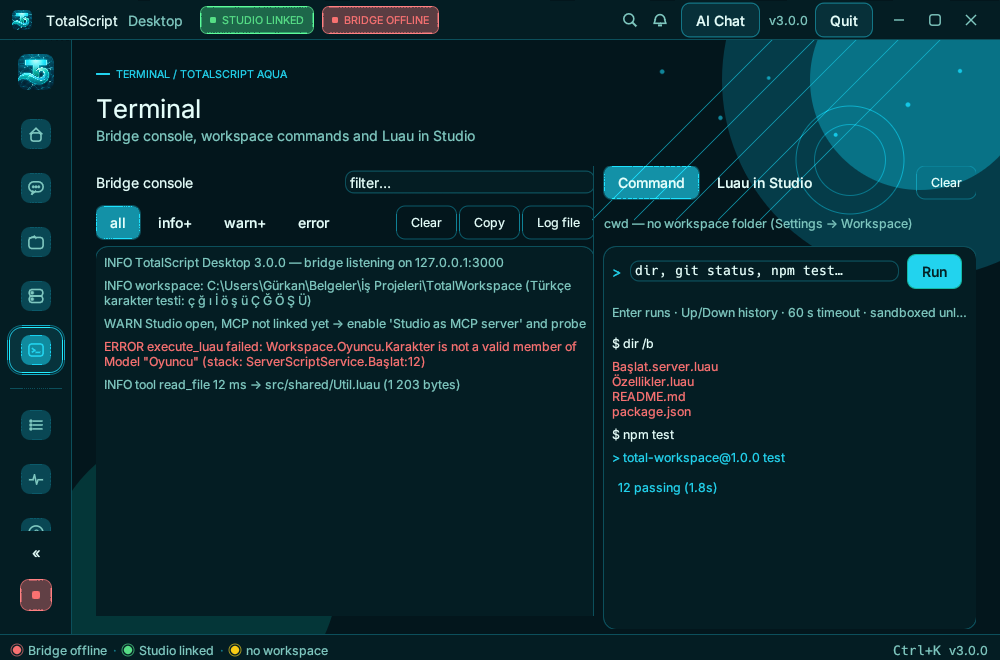 TotalScript Desktop STUDIO LINKED BRIDGE OFFLINE AI Chat v3.0.0 Quit
TERMINAL / TOTALSCRIPT AQUA
Terminal
Bridge console, workspace commands and Luau in Studio
Bridge console filter...
all info+ warn+ error Clear Copy Log file
INFO TotalScript Desktop 3.0.0 — bridge listening on 127.0.0.1:3000
INFO workspace: C:\Users\Gürkan\Belgeler\İş Projeleri\TotalWorkspace (Türkçe
karakter testi: ç ğ ı İ ö ş ü Ç Ğ Ö Ş Ü)
WARN Studio open, MCP not linked yet → enable 'Studio as MCP server' and probe
ERROR execute_luau failed: Workspace.Oyuncu.Karakter is not a valid member of
Model "Oyuncu" (stack: ServerScriptService.Başlat:12)
INFO tool read_file 12 ms → src/shared/Util.luau (1 203 bytes)
Command Luau in Studio Clear
cwd — no workspace folder (Settings → Workspace)
> dir, git status, npm test… Run
Enter runs · Up/Down history · 60 s timeout · sandboxed unl...
$ dir /b
Başlat.server.luau
Özellikler.luau
README.md
package.json
$ npm test
> total-workspace@1.0.0 test
12 passing (1.8s)
«
Bridge offline · Studio linked · no workspace Ctrl+K v3.0.0